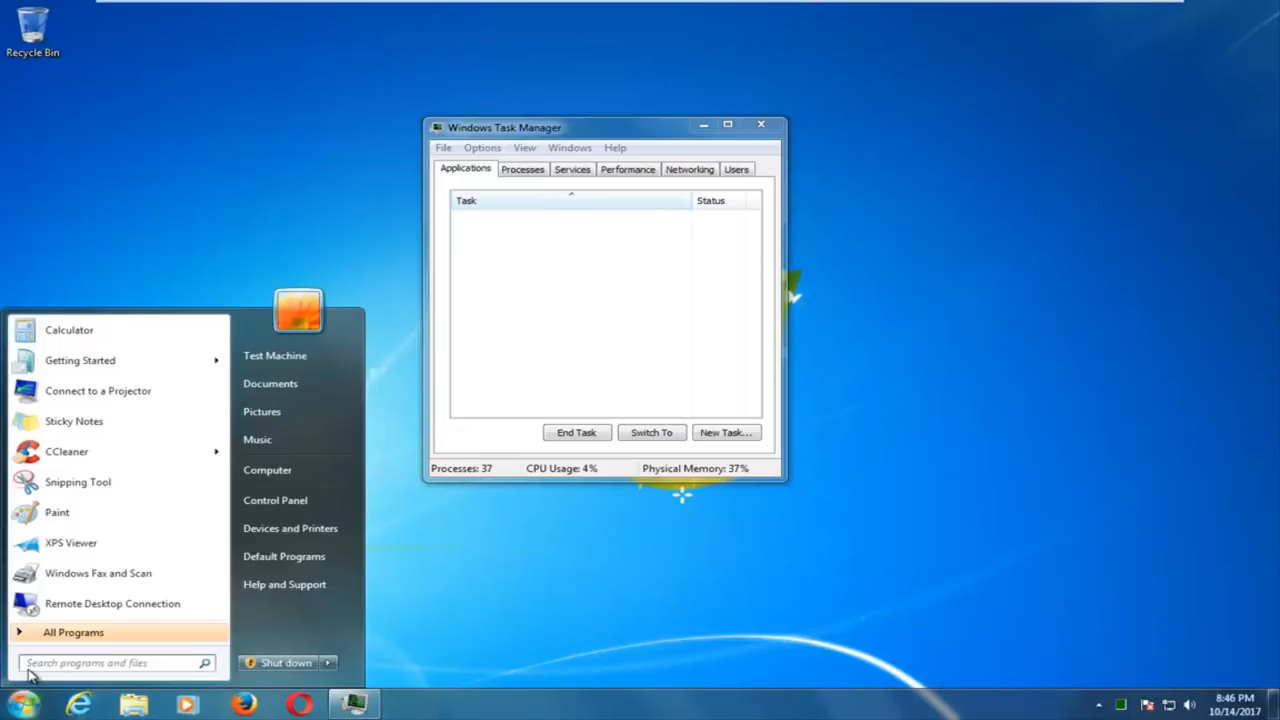 Recycle Bin
Windows Task Manager
File Options View Windows Help
Applications Processes Services Performance Networking Users
Task Status
End Task Switch To New Task...
Processes: 37 CPU Usage: 4% Physical Memory: 37%
Calculator
Getting Started
Connect to a Projector
Sticky Notes
CCleaner
Snipping Tool
Paint
XPS Viewer
Windows Fax and Scan
Remote Desktop Connection
All Programs
Search programs and files
Test Machine
Documents
Pictures
Music
Computer
Control Panel
Devices and Printers
Default Programs
Help and Support
Shut down
8:46 PM
10/14/2017